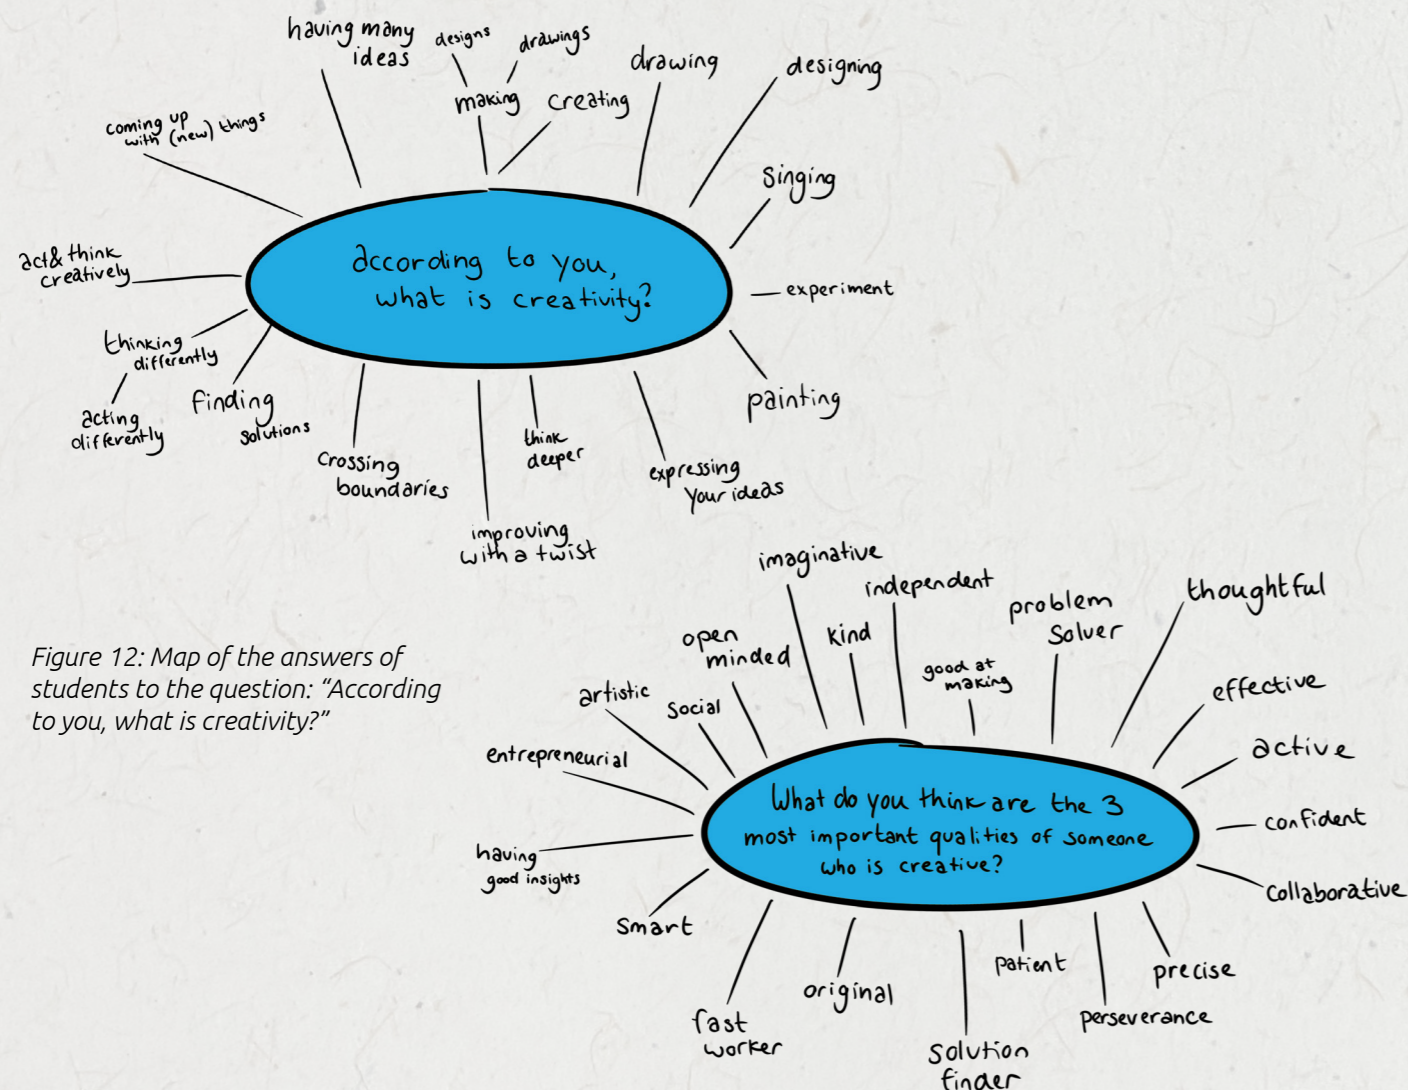 having many
ideas
designs
drawings
making
creating
drawing
designing
coming up
with (new) things
singing
act & think
creatively
according to you,
what is creativity?
experiment
thinking
differently
acting
differently
finding
solutions
painting
crossing
boundaries
think
deeper
expressing
your ideas
improving
with a twist
Figure 12: Map of the answers of
students to the question: “According
to you, what is creativity?”
imaginative
independent
kind
open
minded
problem
solver
thoughtful
good at
making
artistic
social
effective
entrepreneurial
active
What do you think are the 3
most important qualities of someone
who is creative?
confident
having
good insights
collaborative
smart
fast
worker
original
patient
precise
perseverance
solution
finder